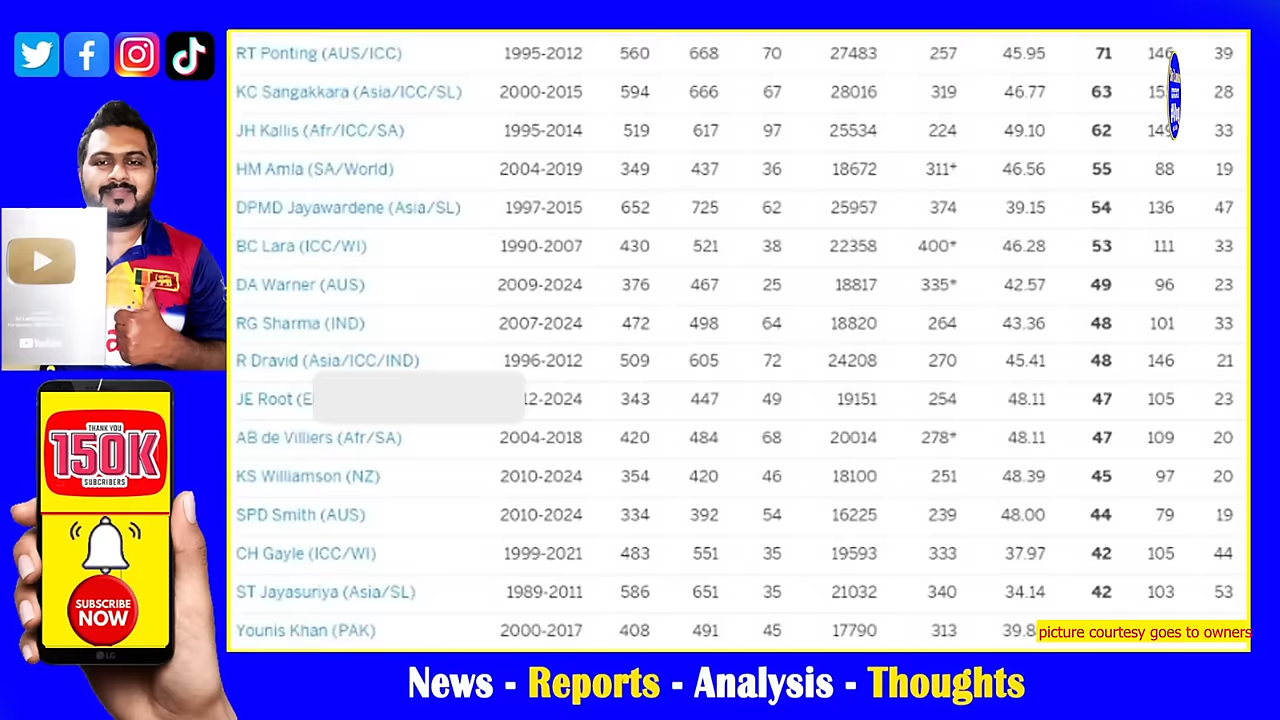 RT Ponting (AUS/ICC) 1995-2012 560 668 70 27483 257 45.95 71 146 39
KC Sangakkara (Asia/ICC/SL) 2000-2015 594 666 67 28016 319 46.77 63 15 28
JH Kallis (Afr/ICC/SA) 1995-2014 519 617 97 25534 224 49.10 62 149 33
HM Amla (SA/World) 2004-2019 349 437 36 18672 311* 46.56 55 88 19
DPMD Jayawardene (Asia/SL) 1997-2015 652 725 62 25957 374 39.15 54 136 47
BC Lara (ICC/WI) 1990-2007 430 521 38 22358 400* 46.28 53 111 33
DA Warner (AUS) 2009-2024 376 467 25 18817 335* 42.57 49 96 23
RG Sharma (IND) 2007-2024 472 498 64 18820 264 43.36 48 101 33
R Dravid (Asia/ICC/IND) 1996-2012 509 605 72 24208 270 45.41 48 146 21
JE Root (E 12-2024 343 447 49 19151 254 48.11 47 105 23
AB de Villiers (Afr/SA) 2004-2018 420 484 68 20014 278* 48.11 47 109 20
KS Williamson (NZ) 2010-2024 354 420 46 18100 251 48.39 45 97 20
SPD Smith (AUS) 2010-2024 334 392 54 16225 239 48.00 44 79 19
CH Gayle (ICC/WI) 1999-2021 483 551 35 19593 333 37.97 42 105 44
ST Jayasuriya (Asia/SL) 1989-2011 586 651 35 21032 340 34.14 42 103 53
Younis Khan (PAK) 2000-2017 408 491 45 17790 313 39.8
picture courtesy goes to owners
YouTube
THANK YOU
150K
SUBCRIBERS
SUBSCRIBE
NOW
LG
News - Reports - Analysis - Thoughts